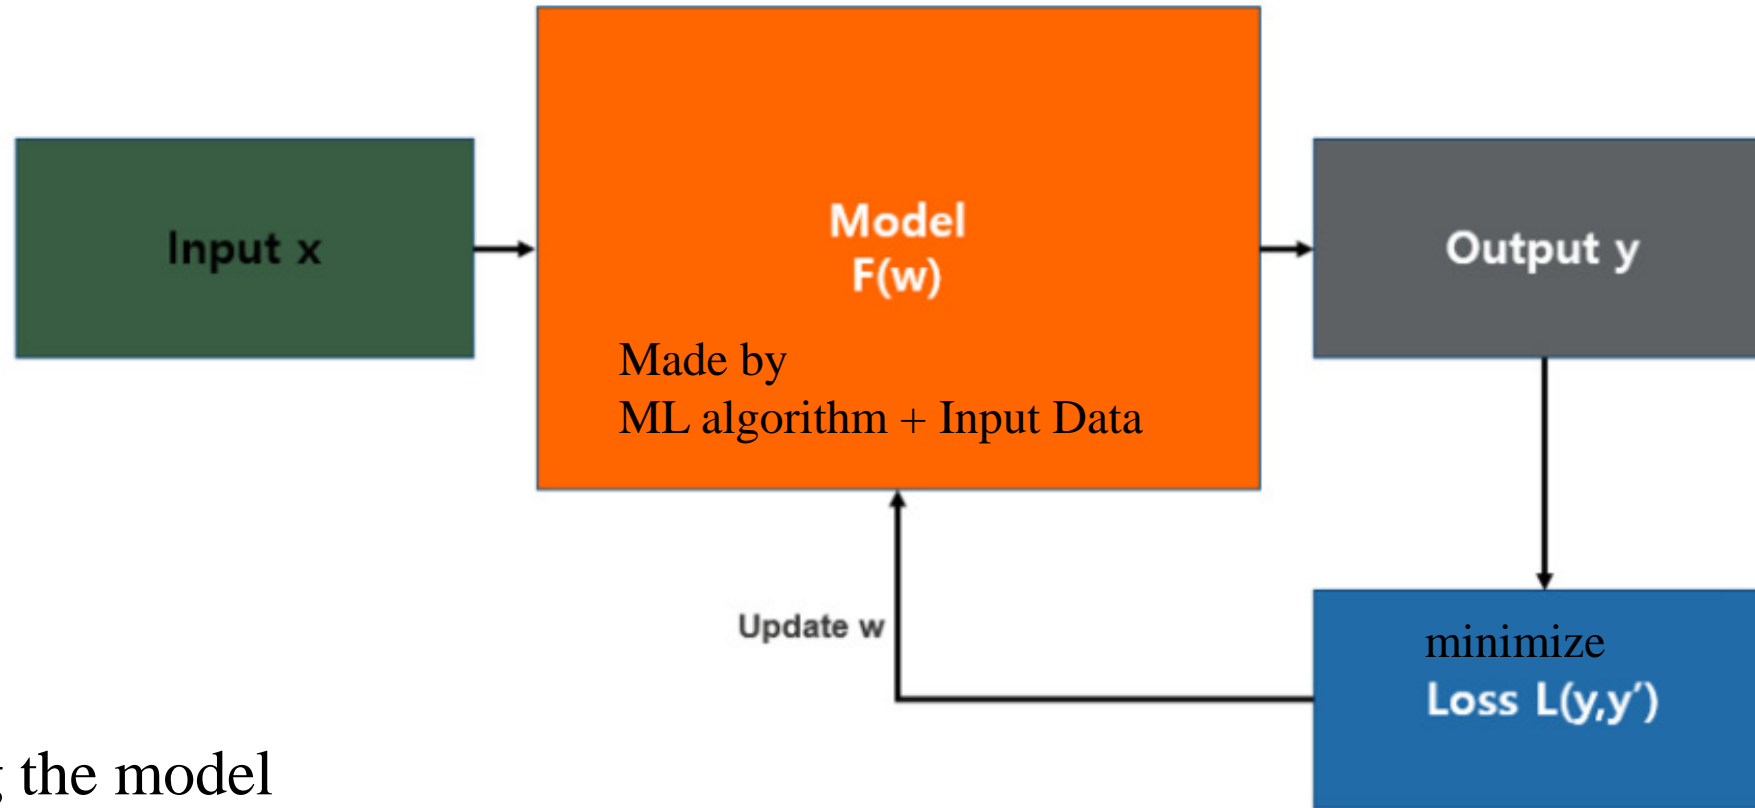 Input x
Model
F(w)
Made by
ML algorithm + Input Data
Output y
Update w
minimize
Loss L(y,y′)
the model